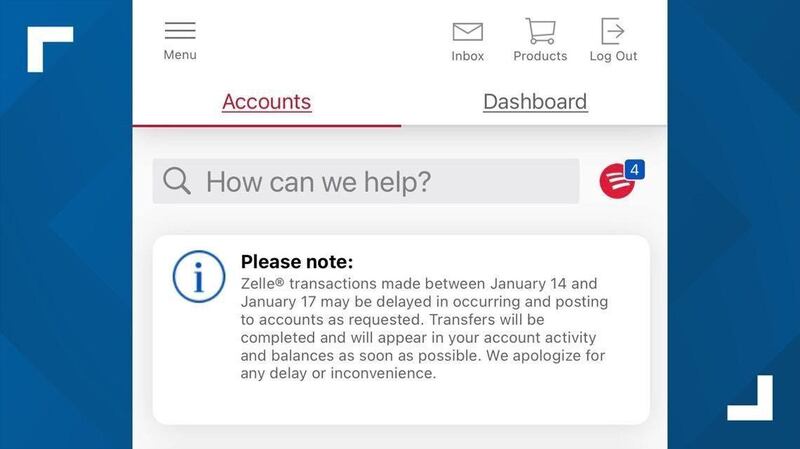 Menu
Inbox
Products
Log Out
Accounts
Dashboard
How can we help?
4
Please note:
Zelle® transactions made between January 14 and
January 17 may be delayed in occurring and posting
to accounts as requested. Transfers will be
completed and will appear in your account activity
and balances as soon as possible. We apologize for
any delay or inconvenience.